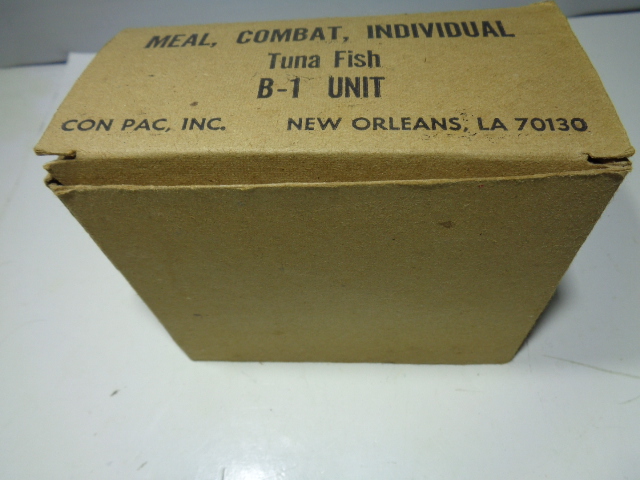 MEAL, COMBAT, INDIVIDUAL
Tuna Fish
B-1 UNIT
CON PAC, INC. NEW ORLEANS, LA 70130